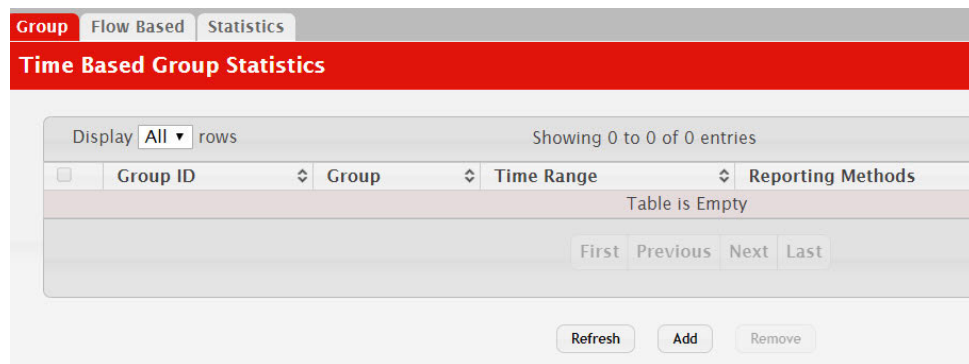 Group Flow Based Statistics
Time Based Group Statistics
Display All rows Showing 0 to 0 of 0 entries
Group ID Group Time Range Reporting Methods
Table is Empty
First Previous Next Last
Refresh Add Remove